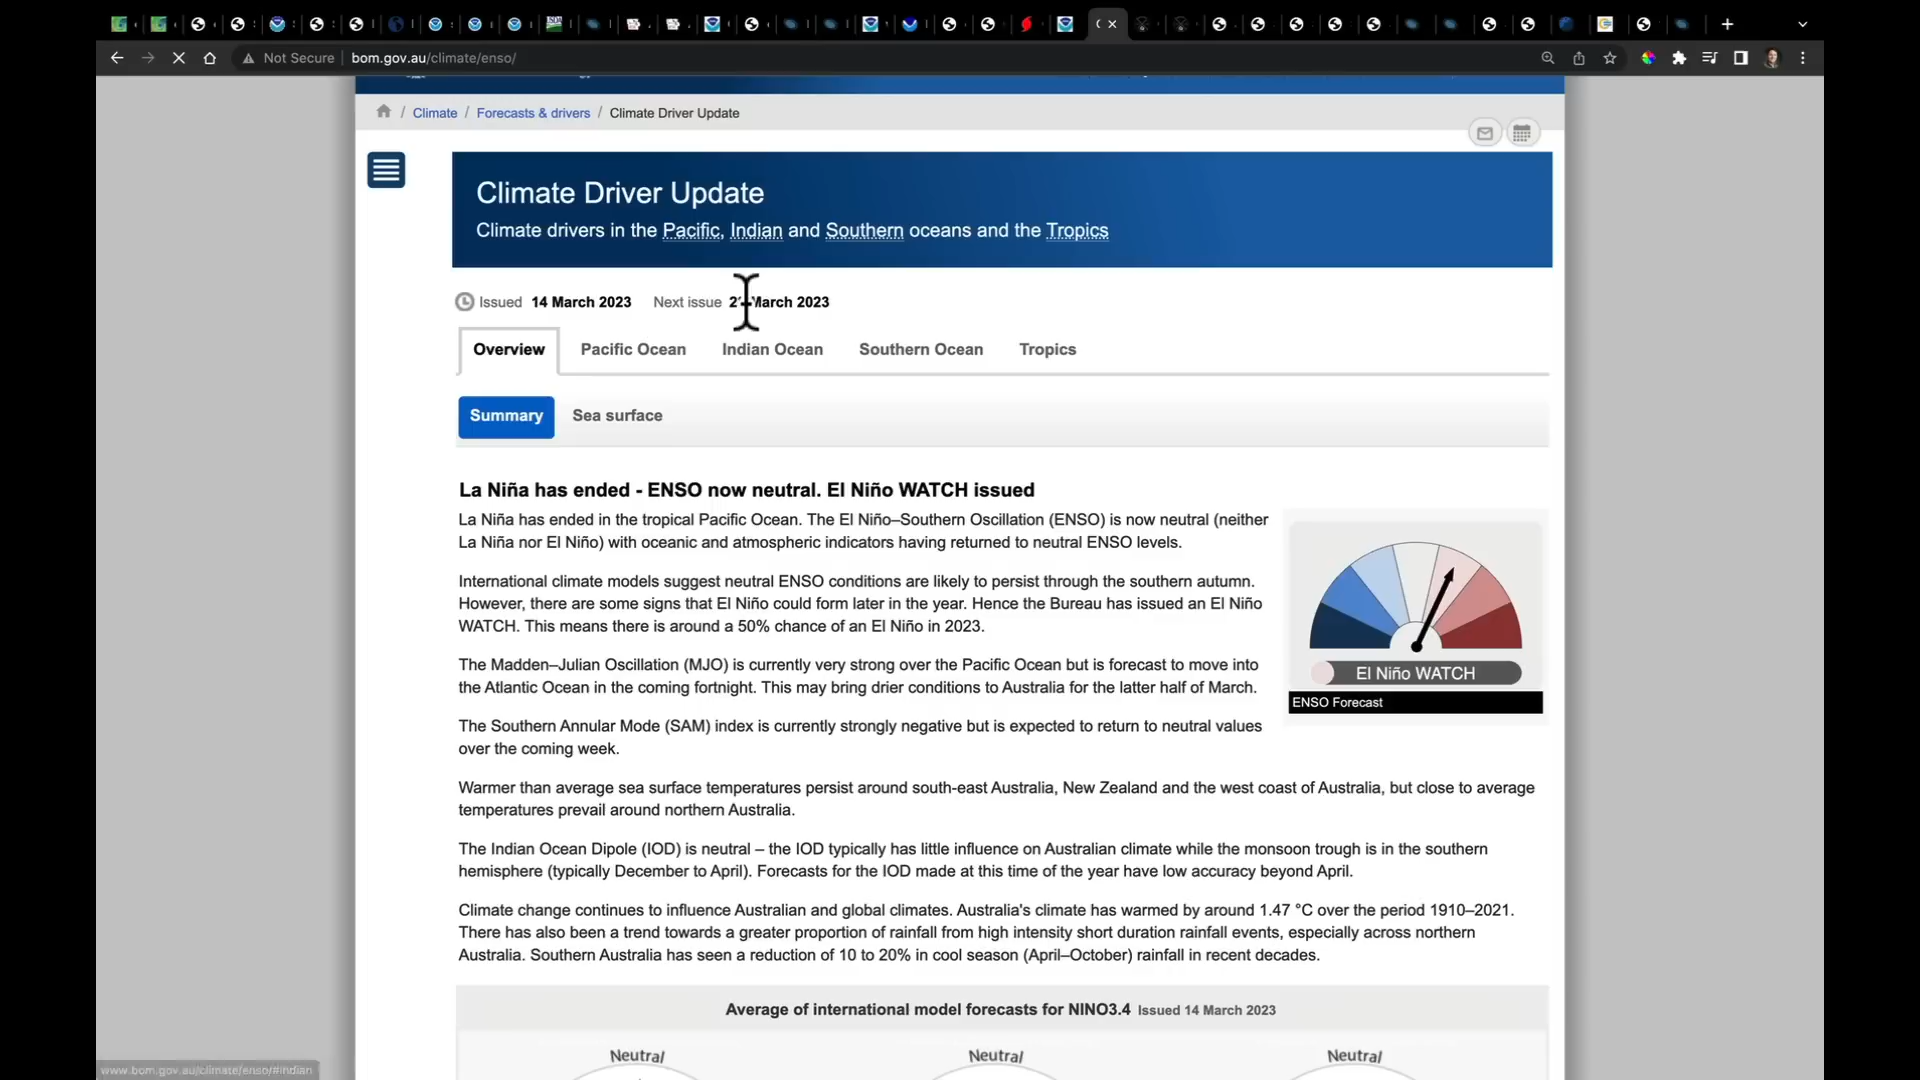 Not Secure bom.gov.au/climate/enso/
/ Climate / Forecasts & drivers / Climate Driver Update
Climate Driver Update
Climate drivers in the Pacific, Indian and Southern oceans and the Tropics
Issued 14 March 2023 Next issue March 2023
Overview Pacific Ocean Indian Ocean Southern Ocean Tropics
Summary Sea surface
La Niña has ended - ENSO now neutral. El Niño WATCH issued
La Niña has ended in the tropical Pacific Ocean. The El Niño–Southern Oscillation (ENSO) is now neutral (neither
La Niña nor El Niño) with oceanic and atmospheric indicators having returned to neutral ENSO levels.
International climate models suggest neutral ENSO conditions are likely to persist through the southern autumn.
However, there are some signs that El Niño could form later in the year. Hence the Bureau has issued an El Niño
WATCH. This means there is around a 50% chance of an El Niño in 2023.
The Madden–Julian Oscillation (MJO) is currently very strong over the Pacific Ocean but is forecast to move into
the Atlantic Ocean in the coming fortnight. This may bring drier conditions to Australia for the latter half of March.
El Niño WATCH
ENSO Forecast
The Southern Annular Mode (SAM) index is currently strongly negative but is expected to return to neutral values
over the coming week.
Warmer than average sea surface temperatures persist around south-east Australia, New Zealand and the west coast of Australia, but close to average
temperatures prevail around northern Australia.
The Indian Ocean Dipole (IOD) is neutral – the IOD typically has little influence on Australian climate while the monsoon trough is in the southern
hemisphere (typically December to April). Forecasts for the IOD made at this time of the year have low accuracy beyond April.
Climate change continues to influence Australian and global climates. Australia's climate has warmed by around 1.47 °C over the period 1910–2021.
There has also been a trend towards a greater proportion of rainfall from high intensity short duration rainfall events, especially across northern
Australia. Southern Australia has seen a reduction of 10 to 20% in cool season (April–October) rainfall in recent decades.
Average of international model forecasts for NINO3.4 Issued 14 March 2023
Neutral Neutral Neutral
www.bom.gov.au/climate/enso/#indian